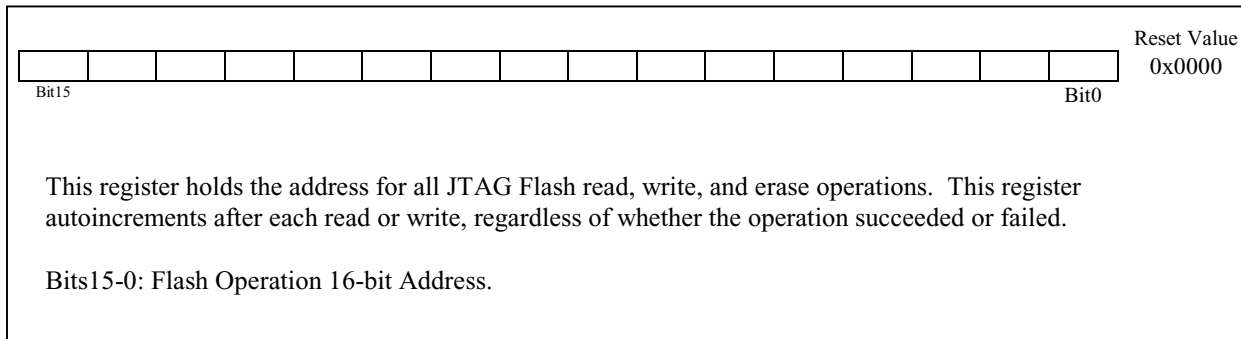 Reset Value
0x0000
Bit15
Bit0
This register holds the address for all JTAG Flash read, write, and erase operations.  This register
autoincrements after each read or write, regardless of whether the operation succeeded or failed.
Bits15-0: Flash Operation 16-bit Address.